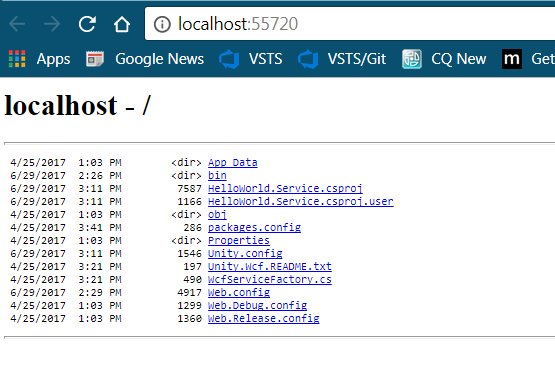 localhost:55720
Apps Google News VSTS VSTS/Git CQ New m Get
localhost - /
4/25/2017 1:03 PM <dir> App_Data
6/29/2017 2:26 PM <dir> bin
6/29/2017 3:11 PM 7587 HelloWorld.Service.csproj
6/29/2017 3:11 PM 1166 HelloWorld.Service.csproj.user
4/25/2017 1:03 PM <dir> obj
4/25/2017 3:41 PM 286 packages.config
4/25/2017 1:03 PM <dir> Properties
6/29/2017 3:11 PM 1546 Unity.config
4/25/2017 3:21 PM 197 Unity.Wcf.README.txt
4/25/2017 3:21 PM 490 WcfServiceFactory.cs
6/29/2017 2:29 PM 4917 Web.config
4/25/2017 1:03 PM 1299 Web.Debug.config
4/25/2017 1:03 PM 1360 Web.Release.config